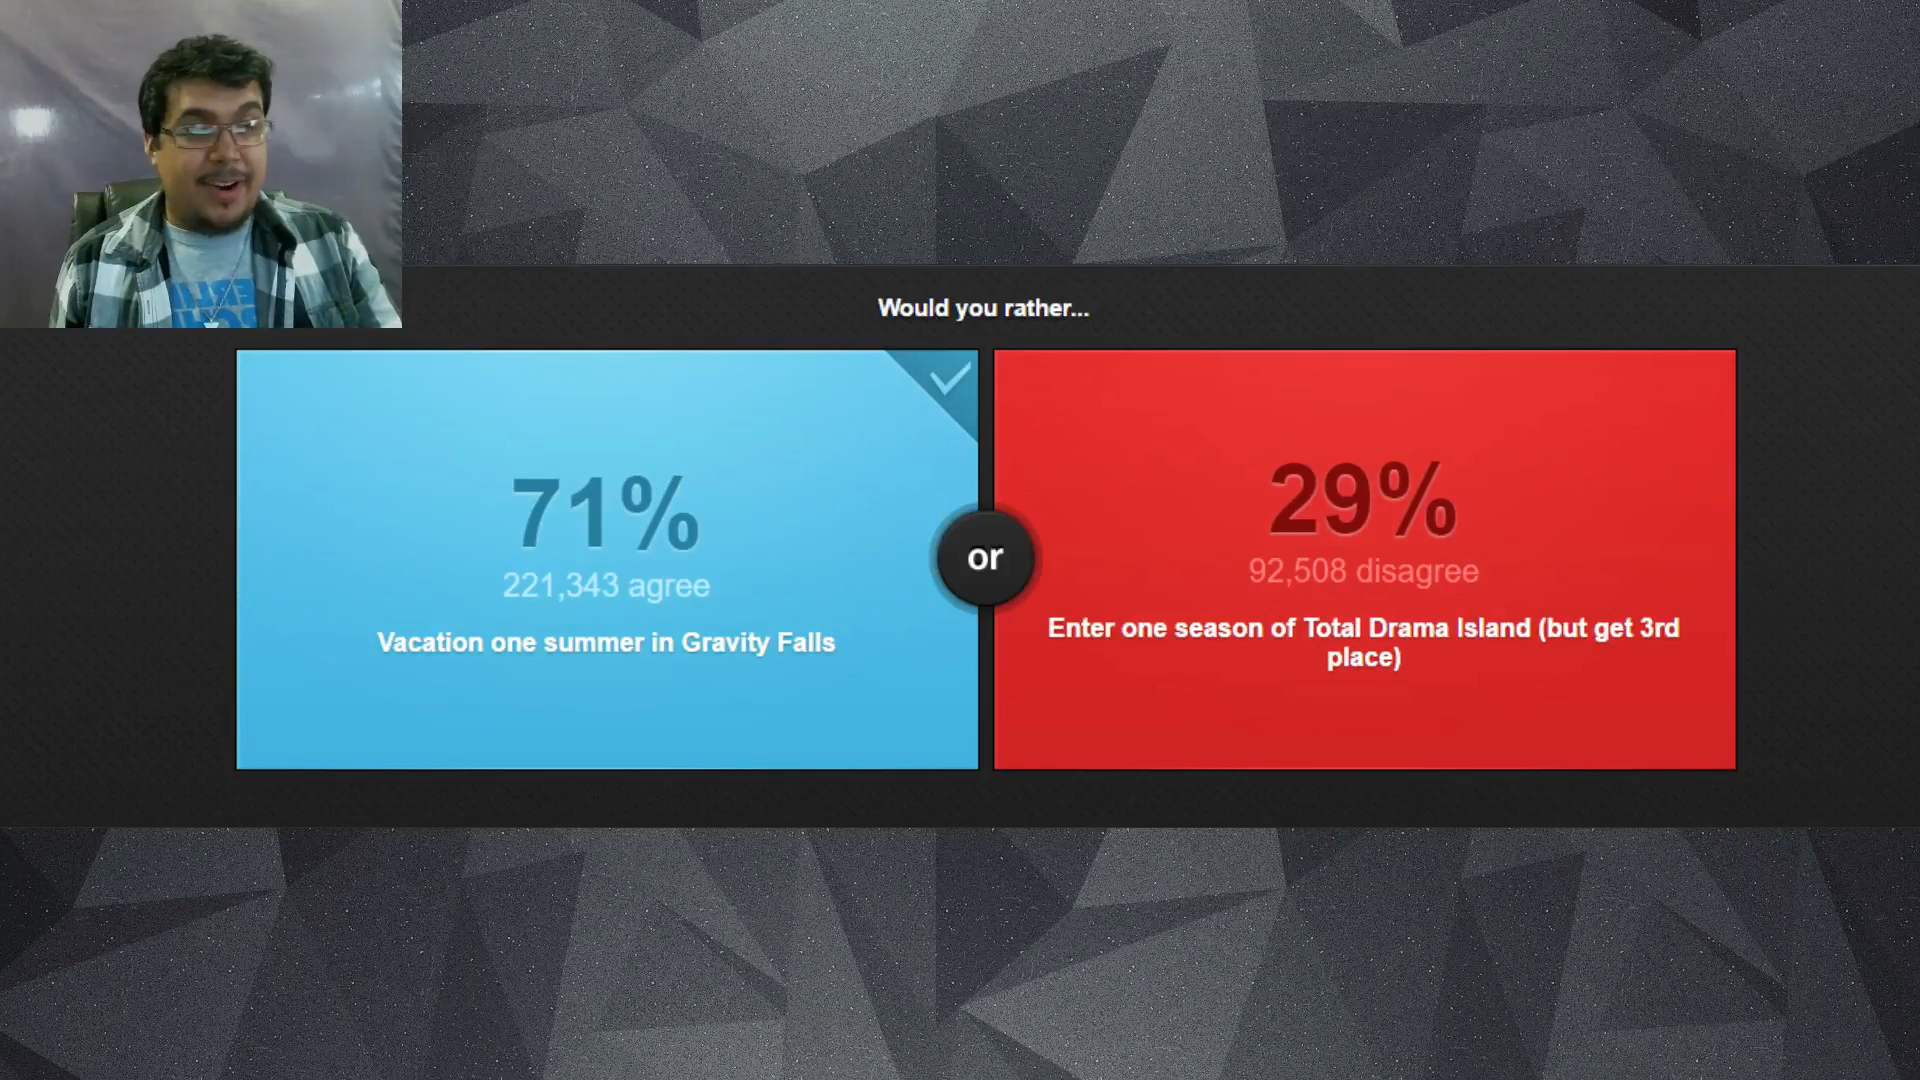 Would you rather...
71%
221,343 agree
Vacation one summer in Gravity Falls
or
29%
92,508 disagree
Enter one season of Total Drama Island (but get 3rd
place)